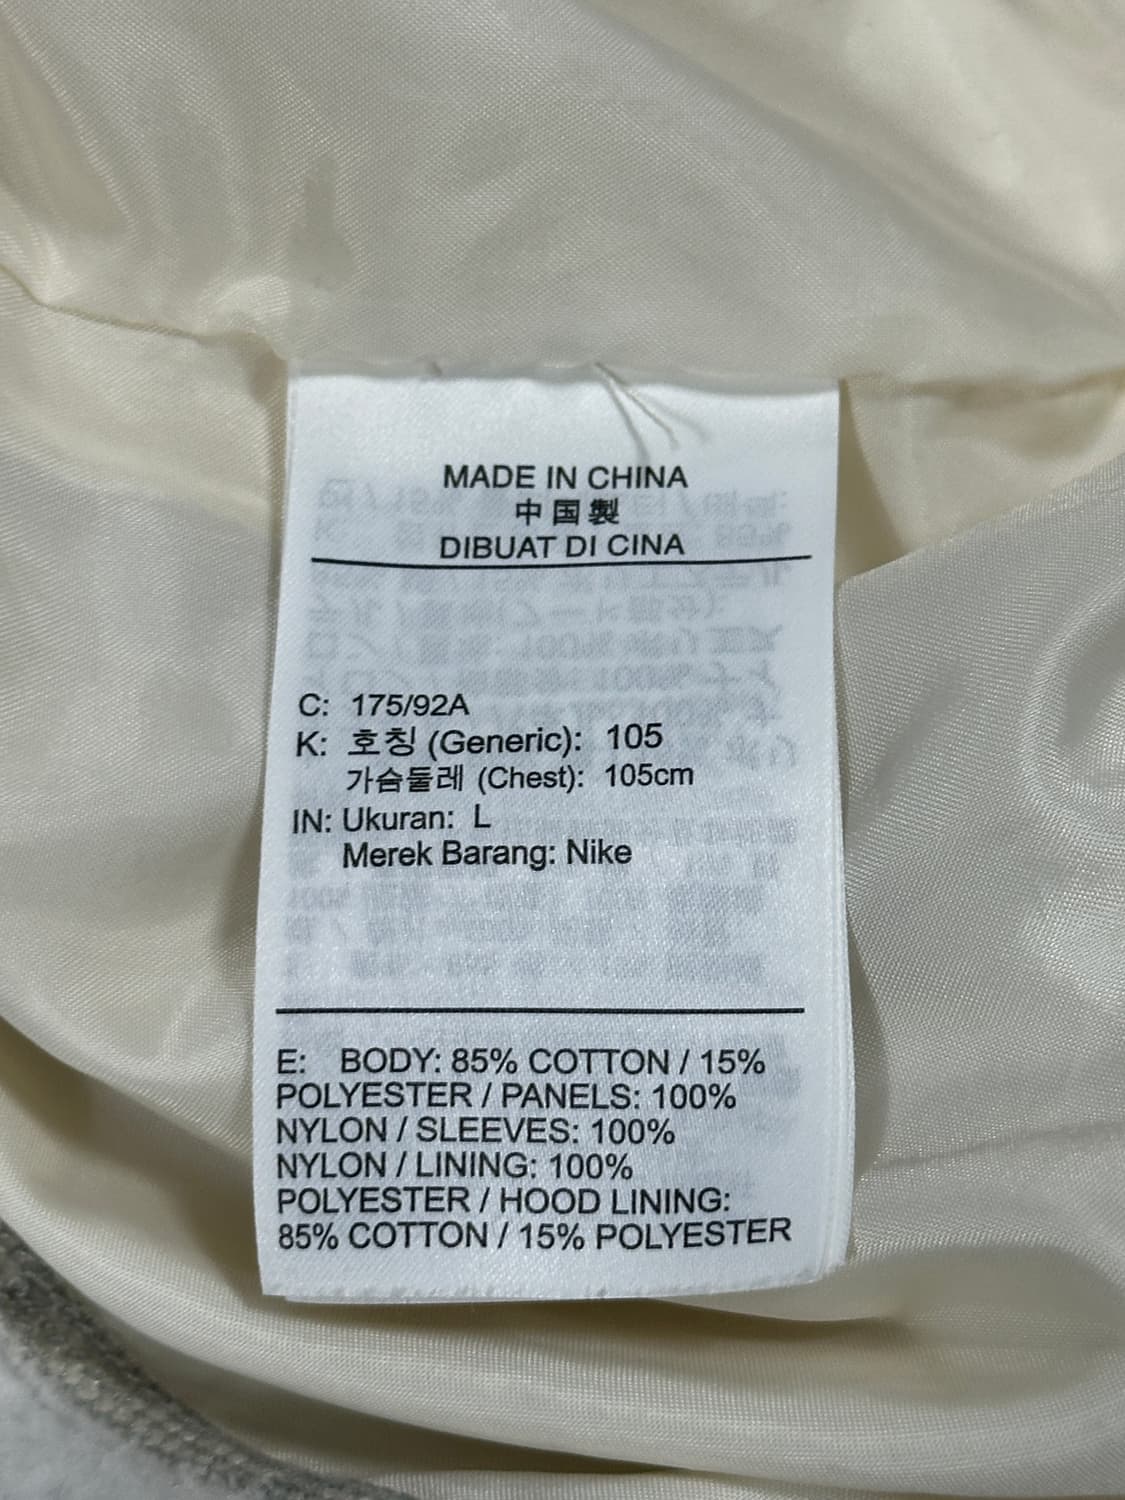 MADE IN CHINA
中国製
DIBUAT DI CINA
C: 175/92A
K: 호칭 (Generic): 105
가슴둘레 (Chest): 105cm
IN: Ukuran: L
Merek Barang: Nike
E: BODY: 85% COTTON / 15%
POLYESTER / PANELS: 100%
NYLON / SLEEVES: 100%
NYLON / LINING: 100%
POLYESTER / HOOD LINING:
85% COTTON / 15% POLYESTER